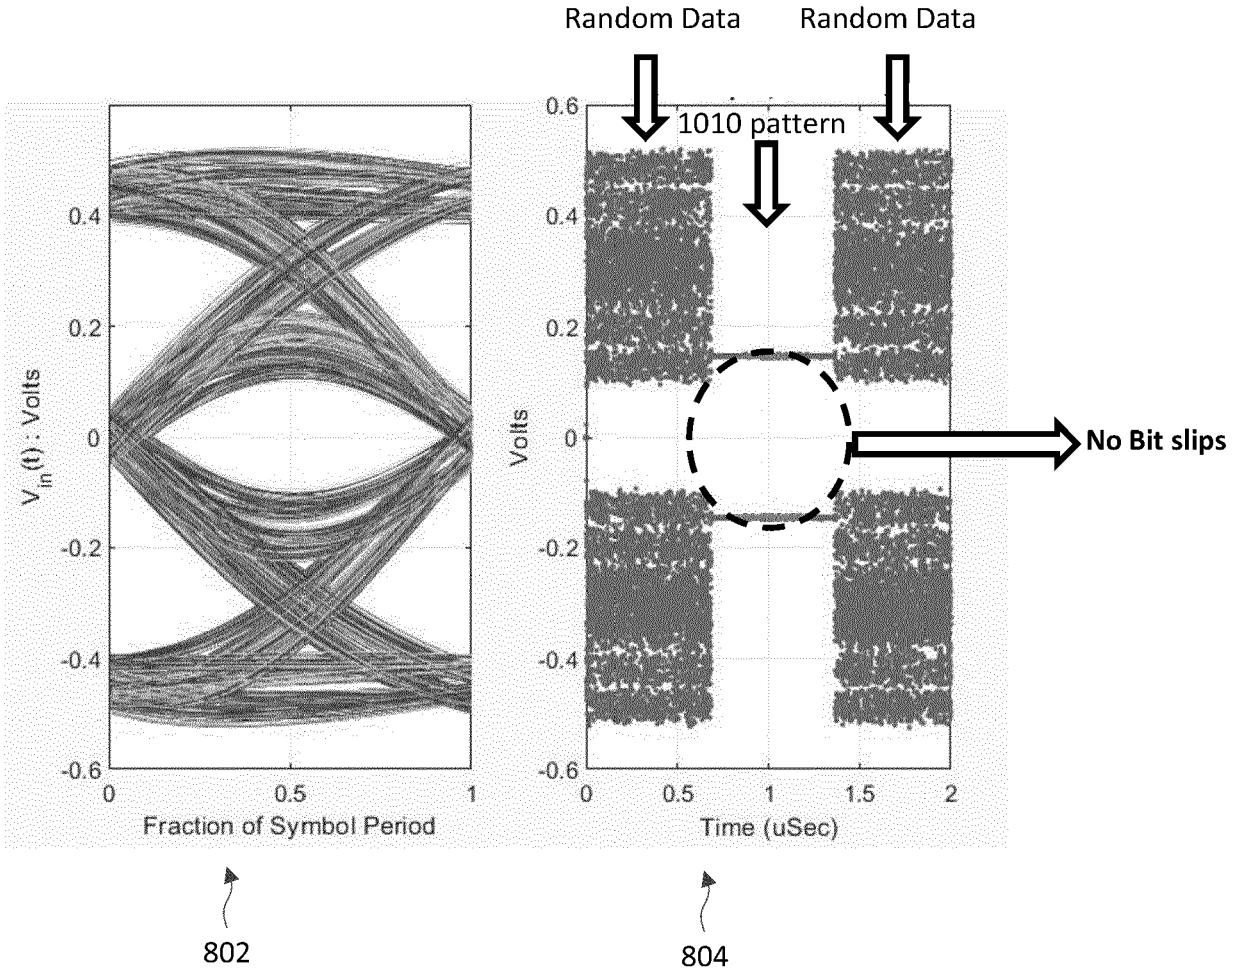 Random Data
Random Data
1010 pattern
0.4
0.2
0
-0.2
-0.4
-0.6
V_in(t) : Volts
0
0.5
1
Fraction of Symbol Period
802
0.6
0.4
0.2
0
-0.2
-0.4
-0.6
Volts
0
0.5
1
1.5
2
Time (uSec)
804
No Bit slips